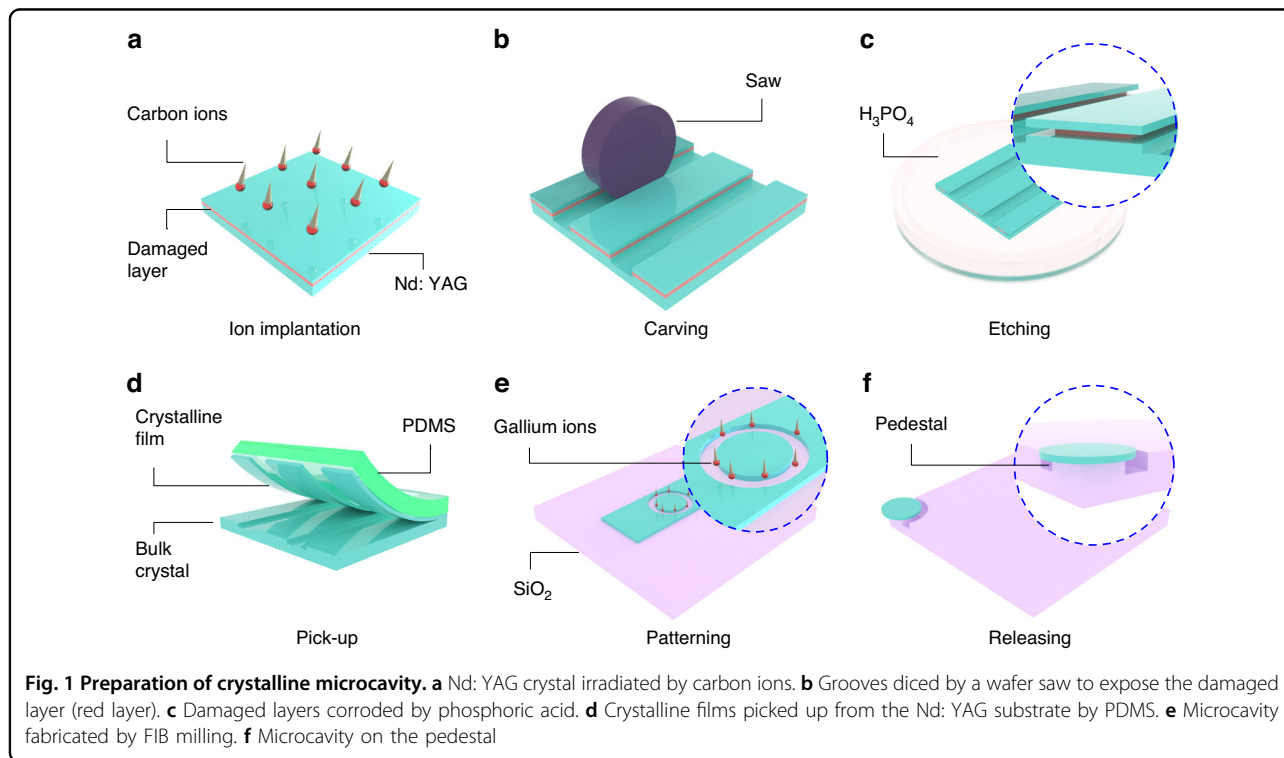 a
b
c
Carbon ions
Saw
H₃PO₄
Damaged
layer
Nd: YAG
Ion implantation
Carving
Etching
d
e
f
Crystalline
film
PDMS
Gallium ions
Pedestal
Bulk
crystal
SiO₂
Pick-up
Patterning
Releasing
Fig. 1 Preparation of crystalline microcavity. a Nd: YAG crystal irradiated by carbon ions. b Grooves diced by a wafer saw to expose the damaged
layer (red layer). c Damaged layers corroded by phosphoric acid. d Crystalline films picked up from the Nd: YAG substrate by PDMS. e Microcavity
fabricated by FIB milling. f Microcavity on the pedestal